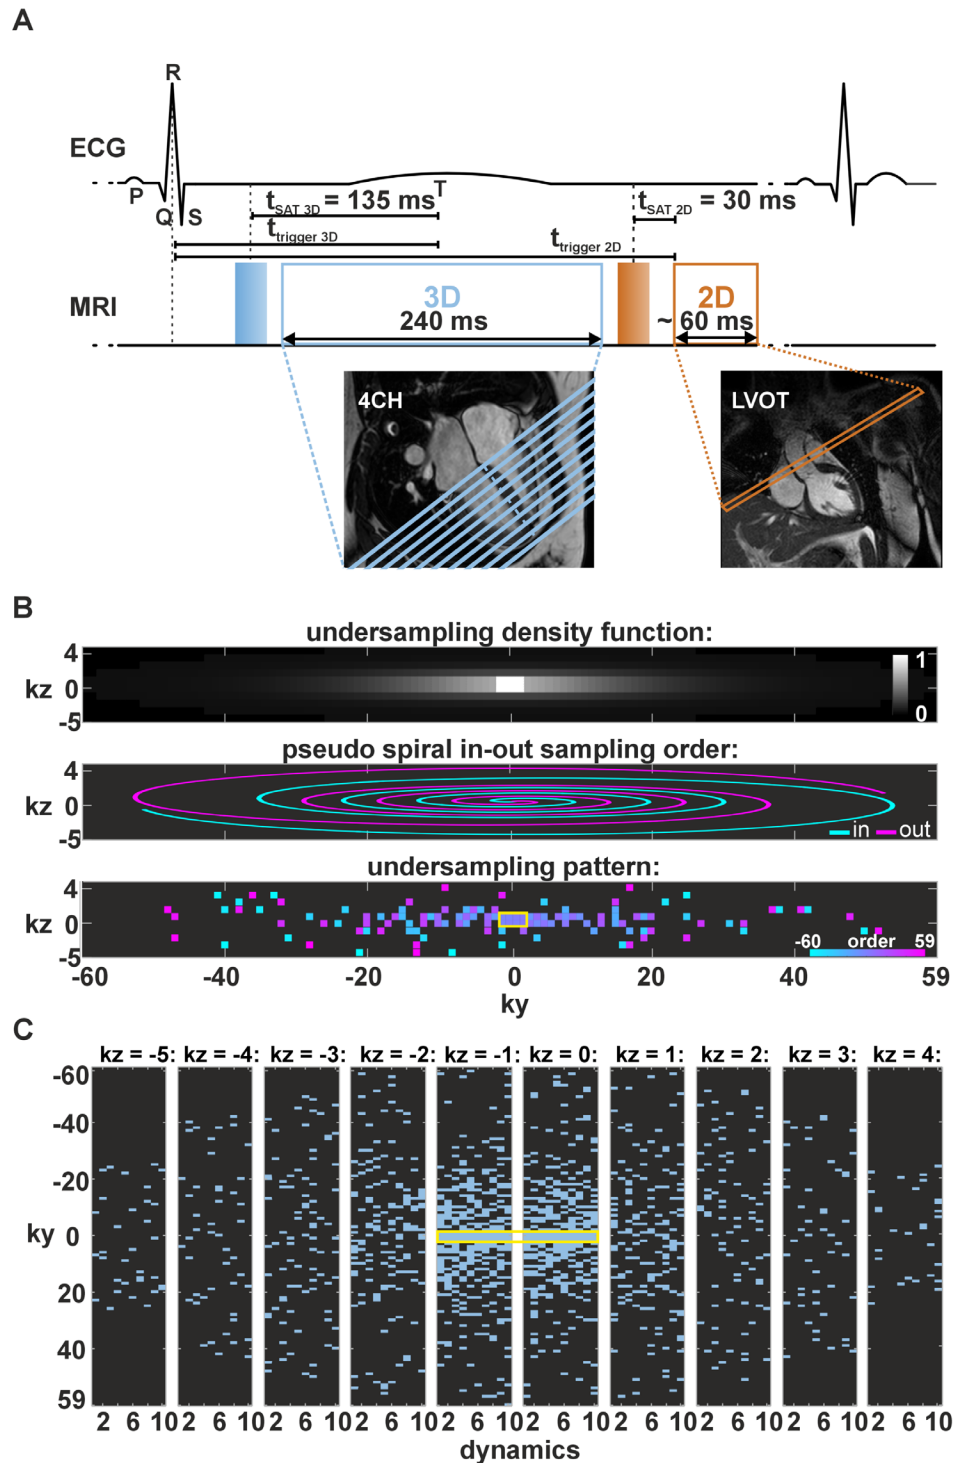 A
R
ECG
P
Q
S
T
t SAT 3D = 135 ms
t SAT 2D = 30 ms
t trigger 3D
t trigger 2D
MRI
3D
240 ms
2D
~ 60 ms
4CH
LVOT
B
undersampling density function:
4
kz 0
-5
1
0
pseudo spiral in-out sampling order:
4
kz 0
-5
in out
undersampling pattern:
4
kz 0
-5
-60 order 59
-60 -40 -20 0 20 40 59
ky
C
kz = -5: kz = -4: kz = -3: kz = -2: kz = -1: kz = 0: kz = 1: kz = 2: kz = 3: kz = 4:
-60
-40
-20
ky 0
20
40
59
2 6 10 2 6 10 2 6 10 2 6 10 2 6 10 2 6 10 2 6 10 2 6 10 2 6 10 2 6 10
dynamics